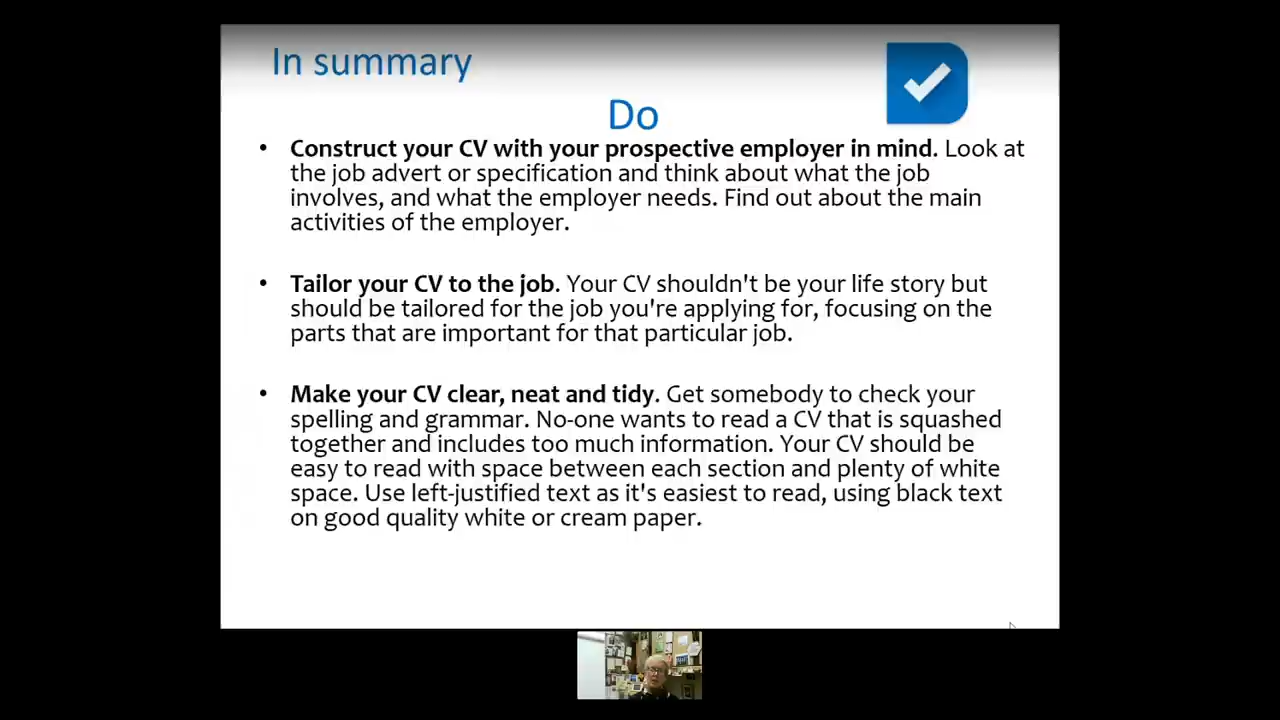 In summary
Do
• Construct your CV with your prospective employer in mind. Look at
the job advert or specification and think about what the job
involves, and what the employer needs. Find out about the main
activities of the employer.
• Tailor your CV to the job. Your CV shouldn't be your life story but
should be tailored for the job you're applying for, focusing on the
parts that are important for that particular job.
• Make your CV clear, neat and tidy. Get somebody to check your
spelling and grammar. No-one wants to read a CV that is squashed
together and includes too much information. Your CV should be
easy to read with space between each section and plenty of white
space. Use left-justified text as it's easiest to read, using black text
on good quality white or cream paper.